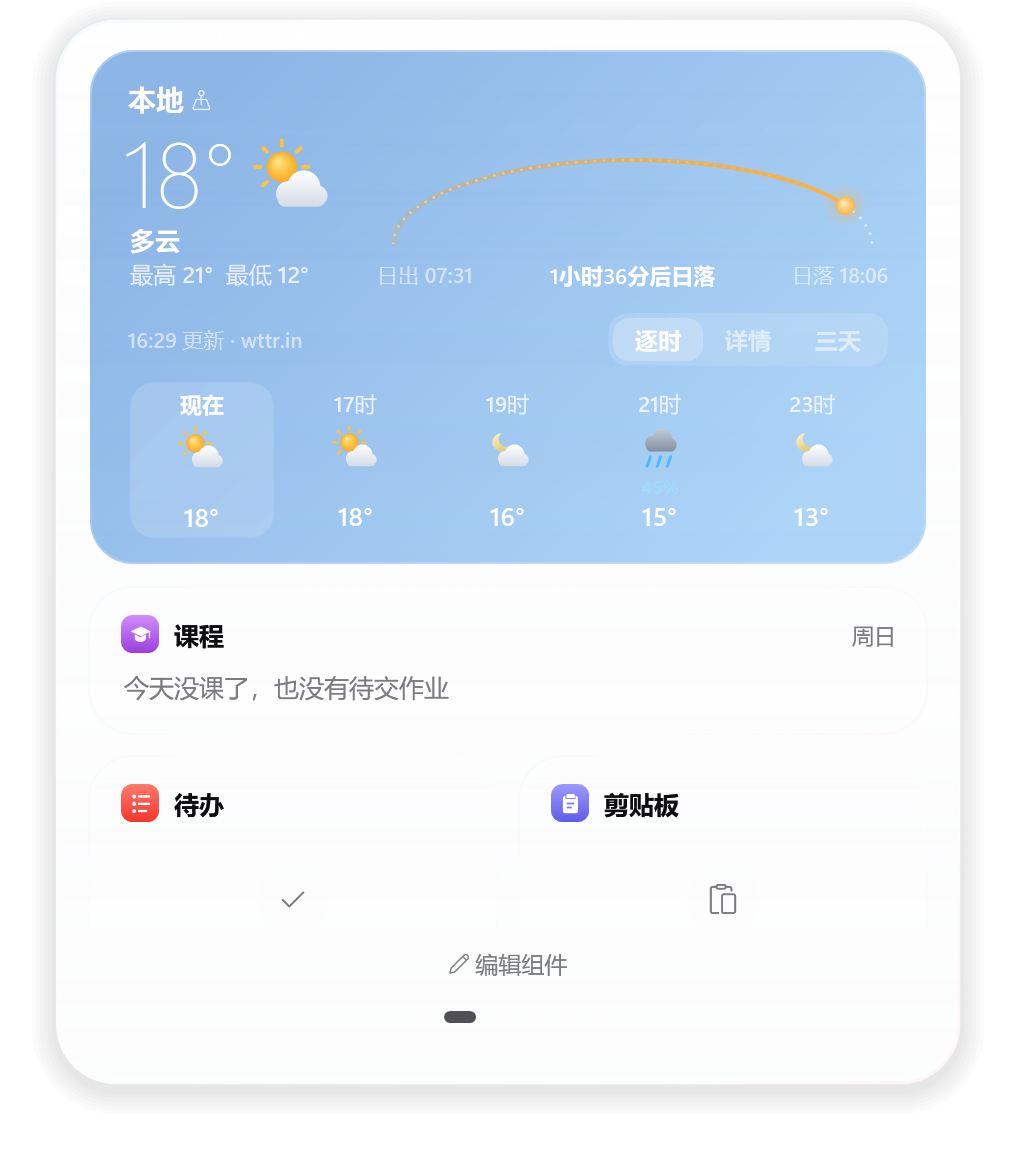 本地
18°
多云
最高 21° 最低 12°
日出 07:31
1小时36分后日落
日落 18:06
16:29 更新 · wttr.in
逐时 详情 三天
现在 17时 19时 21时 23时
45%
18° 18° 16° 15° 13°
课程 周日
今天没课了，也没有待交作业
待办 剪贴板
编辑组件